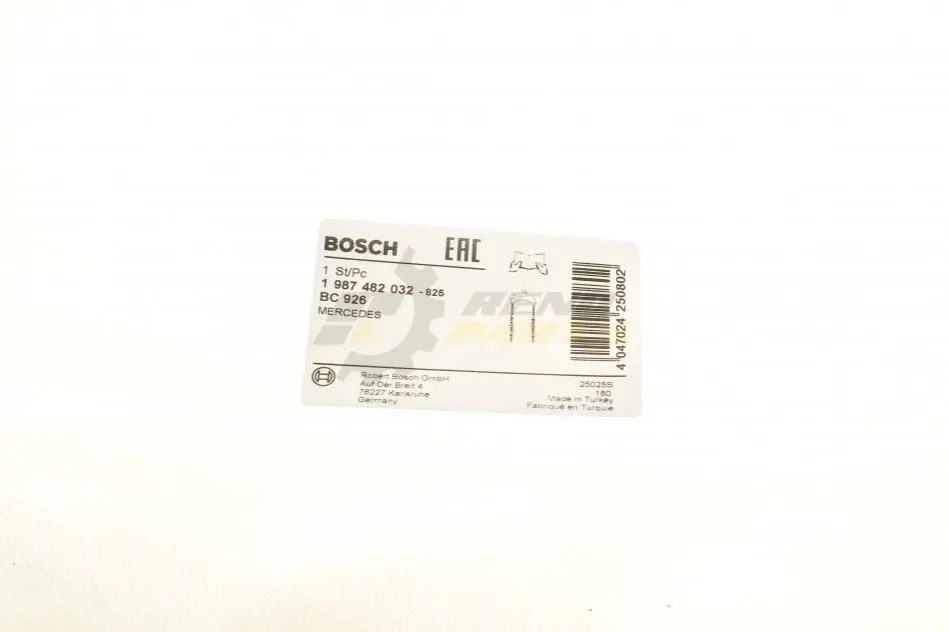 BOSCH
EAC
1 St/Pc
1 987 482 032 - 825
BC 926
MERCEDES
4 047024 250802
Robert Bosch GmbH
Auf Der Breit 4
76227 Karlsruhe
Germany
25025S
180
Made in Turkey
Fabriqué en Turquie